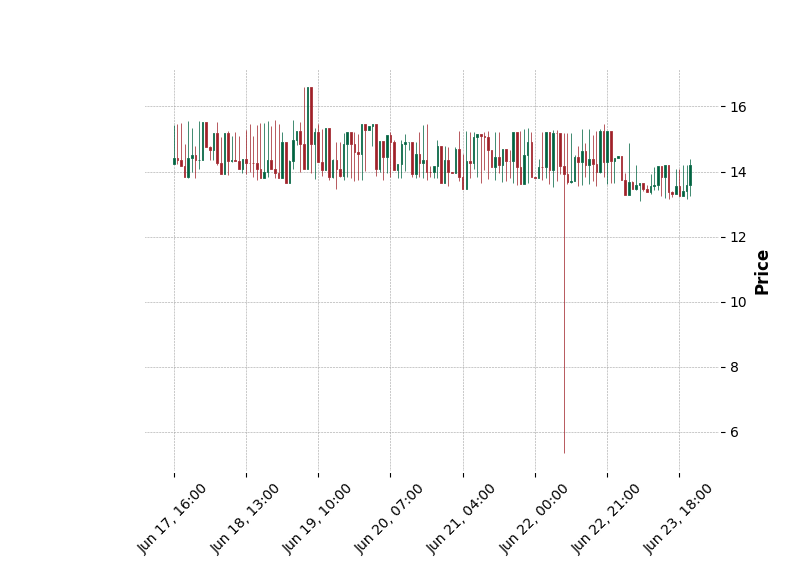 16
14
12
10
8
6
Price
Jun 17, 16:00
Jun 18, 13:00
Jun 19, 10:00
Jun 20, 07:00
Jun 21, 04:00
Jun 22, 00:00
Jun 22, 21:00
Jun 23, 18:00